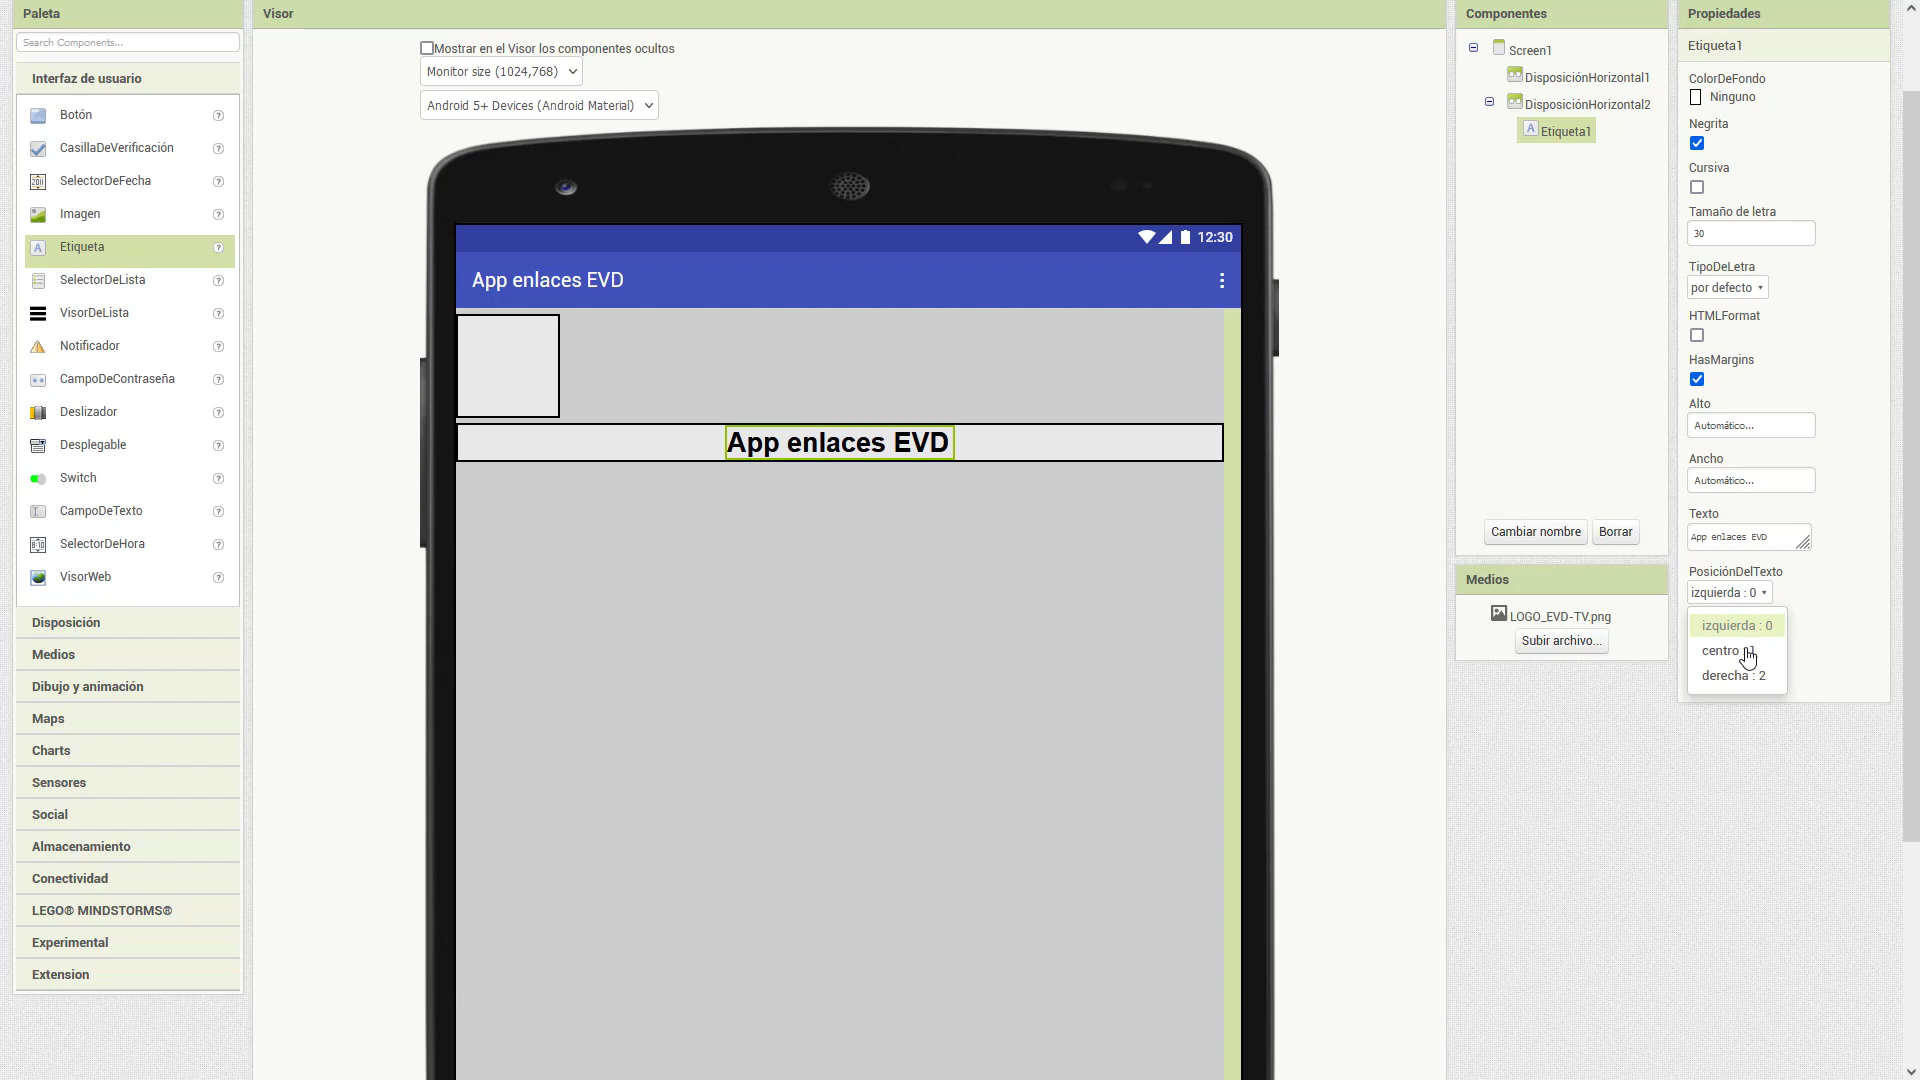 Paleta
Search Components...
Interfaz de usuario
Botón
CasillaDeVerificación
SelectorDeFecha
Imagen
Etiqueta
SelectorDeLista
VisorDeLista
Notificador
CampoDeContraseña
Deslizador
Desplegable
Switch
CampoDeTexto
SelectorDeHora
VisorWeb
Disposición
Medios
Dibujo y animación
Maps
Charts
Sensores
Social
Almacenamiento
Conectividad
LEGO® MINDSTORMS®
Experimental
Extension
Visor
Mostrar en el Visor los componentes ocultos
Monitor size (1024,768)
Android 5+ Devices (Android Material)
12:30
App enlaces EVD
App enlaces EVD
Componentes
Screen1
DisposiciónHorizontal1
DisposiciónHorizontal2
Etiqueta1
Cambiar nombre
Borrar
Medios
LOGO_EVD-TV.png
Subir archivo...
Propiedades
Etiqueta1
ColorDeFondo
Ninguno
Negrita
Cursiva
Tamaño de letra
30
TipoDeLetra
por defecto
HTMLFormat
HasMargins
Alto
Automático...
Ancho
Automático...
Texto
App enlaces EVD
PosiciónDelTexto
izquierda : 0
izquierda : 0
centro
derecha : 2